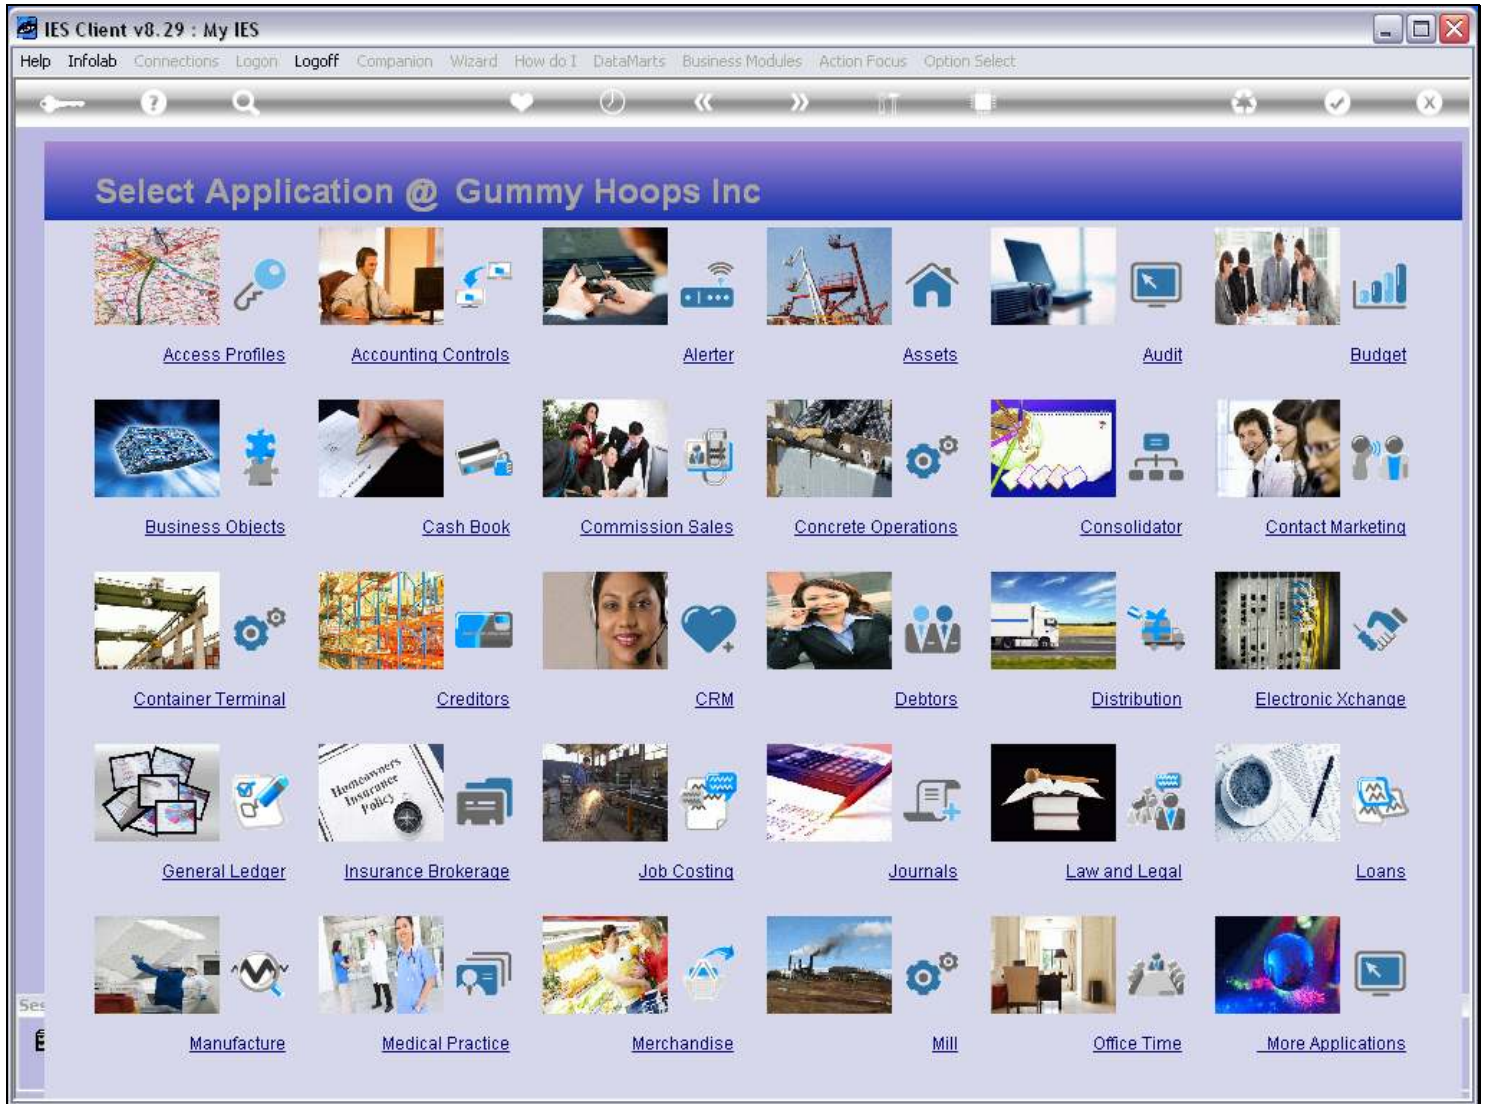 IES Client v8.29 : My IES
Help Infolab Connections Logon Logoff Companion Wizard How do I DataMarts Business Modules Action Focus Option Select
Select Application @ Gummy Hoops Inc
Access Profiles Accounting Controls Alerter Assets Audit Budget
Business Objects Cash Book Commission Sales Concrete Operations Consolidator Contact Marketing
Container Terminal Creditors CRM Debtors Distribution Electronic Xchange
Homeowners
Insurance
Policy
General Ledger Insurance Brokerage Job Costing Journals Law and Legal Loans
Manufacture Medical Practice Merchandise Mill Office Time More Applications
Ses